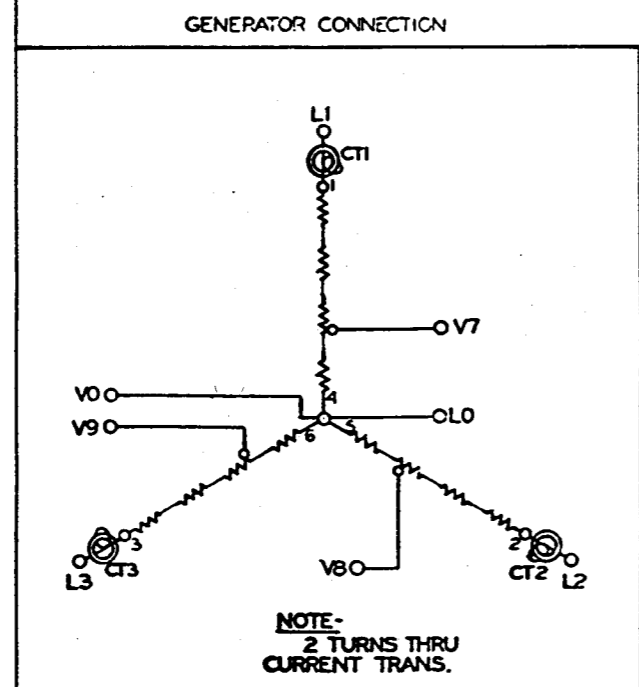 GENERATOR CONNECTION
L1
CT1
1
V7
4
V0
L0
V9
6
5
3
2
L3
CT3
V8
CT2
L2
NOTE-
2 TURNS THRU
CURRENT TRANS.